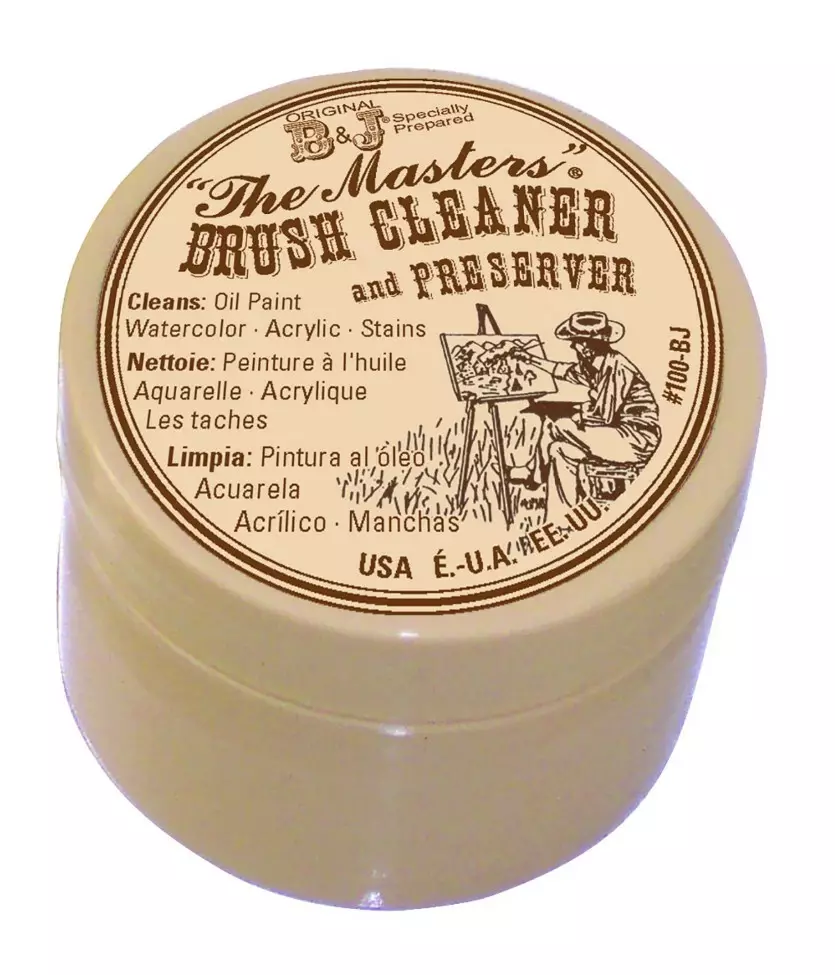 ORIGINAL
B&J® Specially
Prepared
"The Masters"®
BRUSH CLEANER
and PRESERVER
Cleans: Oil Paint
Watercolor · Acrylic · Stains
Nettoie: Peinture à l'huile
Aquarelle · Acrylique
Les taches
Limpia: Pintura al óleo
Acuarela
Acrílico · Manchas
USA É.-U.A. EE-UU
#100-BJ